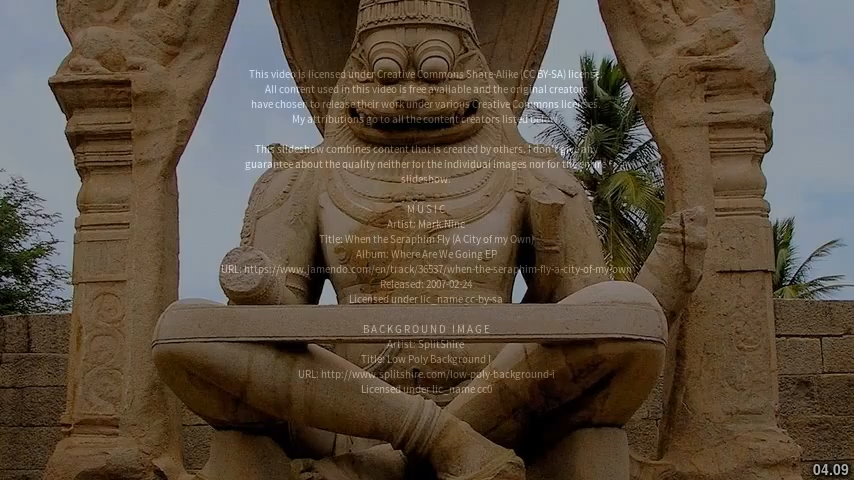 This video is licensed under Creative Commons Share-Alike (CC BY-SA) license.
All content used in this video is free available and the original creators
have chosen to release their work under various Creative Commons licenses.
My attributions go to all the content creators listed below.
This slideshow combines content that is created by others. I don't give any
guarantee about the quality neither for the individual images nor for the entire
slideshow.
MUSIC
Artist: Mark Ninc
Title: When the Seraphim Fly (A City of my Own)
Album: Where Are We Going EP
URL: https://www.jamendo.com/en/track/36537/when-the-seraphim-fly-a-city-of-my-own
Released: 2007-02-24
Licensed under lic_name cc-by-sa
BACKGROUND IMAGE
Artist: SplitShire
Title: Low Poly Background I
URL: http://www.splitshire.com/low-poly-background-i
Licensed under lic_name cc0
04.09